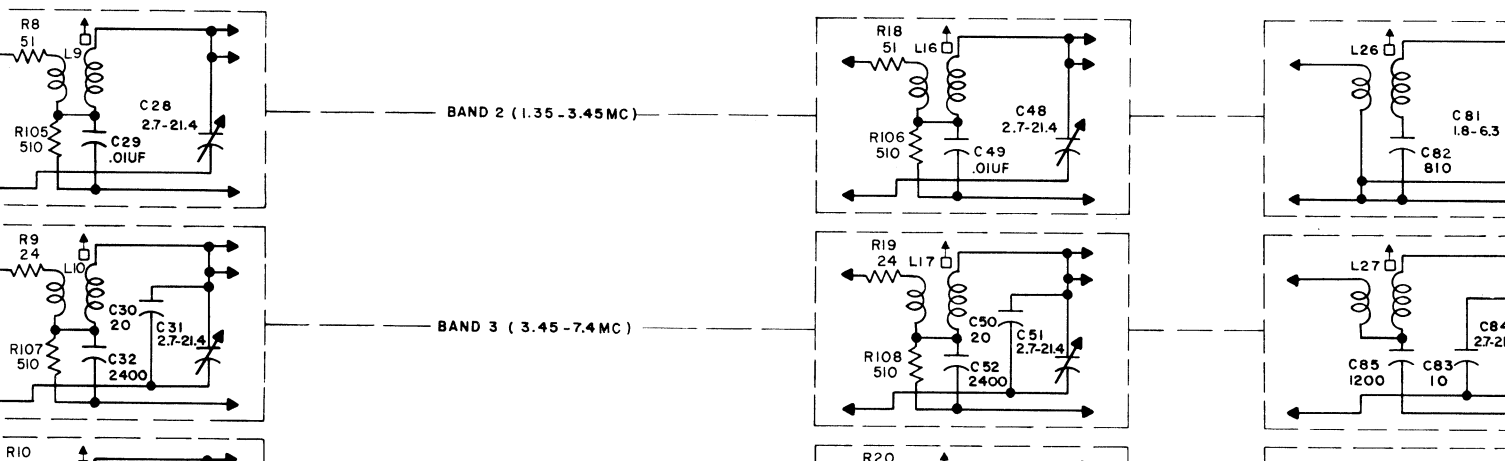 R8
51
L9
C28
2.7-21.4
R105
510
C29
.01UF
BAND 2 (1.35-3.45MC)
R18
51
L16
C48
2.7-21.4
R106
510
C49
.01UF
L26
C81
1.8-6.3
C82
810
R9
24
L10
C30
20
C31
2.7-21.4
R107
510
C32
2400
BAND 3 (3.45-7.4MC)
R19
24
L17
C50
20
C51
2.7-21.4
R108
510
C52
2400
L27
C84
2.7-21
C85
1200
C83
10
R10
R20